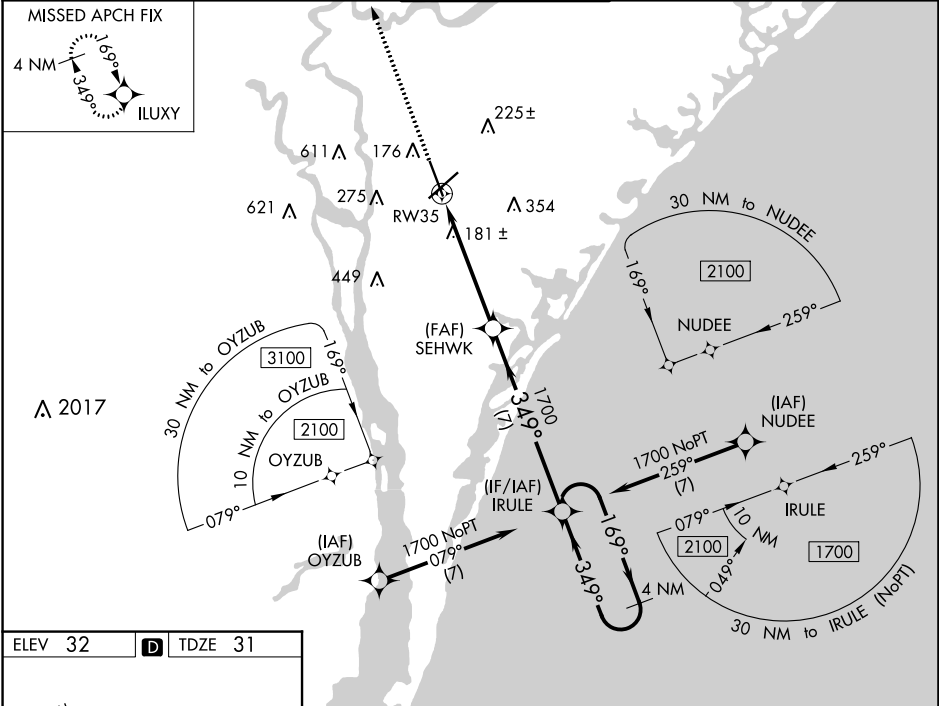 MISSED APCH FIX
4 NM
169°
349°
ILUXY
225±
611
176
275
RW35
621
354
181 ±
449
(FAF)
SEHWK
30 NM to NUDEE
2100
169°
259°
NUDEE
30 NM to OYZUB
3100
169°
10 NM to OYZUB
2100
OYZUB
079°
2017
1700
349°
(7)
(IAF)
NUDEE
1700 NoPT
259°
(7)
(IF/IAF)
IRULE
(IAF)
OYZUB
1700 NoPT
079°
(7)
169°
349°
4 NM
259°
079°
IRULE
10 NM
2100
1700
049°
30 NM to IRULE (NoPT)
ELEV 32 D TDZE 31